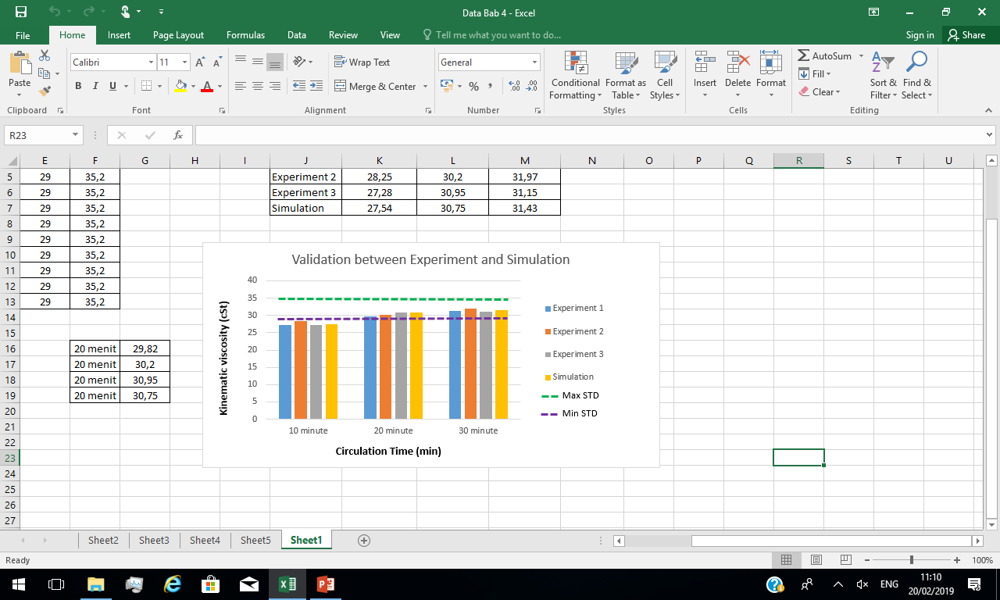 Data Bab 4 - Excel
File Home Insert Page Layout Formulas Data Review View Tell me what you want to do... Sign in Share
Paste
Clipboard
Calibri 11
B I U
Font
Wrap Text
Merge & Center
Alignment
General
% ,
Number
Conditional Formatting
Format as Table
Cell Styles
Styles
Insert Delete Format
Cells
AutoSum
Fill
Clear
Sort & Filter
Find & Select
Editing
R23 fx
E F G H I J K L M N O P Q R S T U
5 29 35,2 Experiment 2 28,25 30,2 31,97
6 29 35,2 Experiment 3 27,28 30,95 31,15
7 29 35,2 Simulation 27,54 30,75 31,43
8 29 35,2
9 29 35,2
10 29 35,2
11 29 35,2
12 29 35,2
13 29 35,2
14
15
16 20 menit 29,82
17 20 menit 30,2
18 20 menit 30,95
19 20 menit 30,75
20
21
22
23
24
25
26
27
Validation between Experiment and Simulation
Kinematic viscosity (cSt)
40
35
30
25
20
15
10
5
0
10 minute 20 minute 30 minute
Circulation Time (min)
Experiment 1
Experiment 2
Experiment 3
Simulation
Max STD
Min STD
Sheet2 Sheet3 Sheet4 Sheet5 Sheet1
Ready 100%
ENG 11:10
20/02/2019